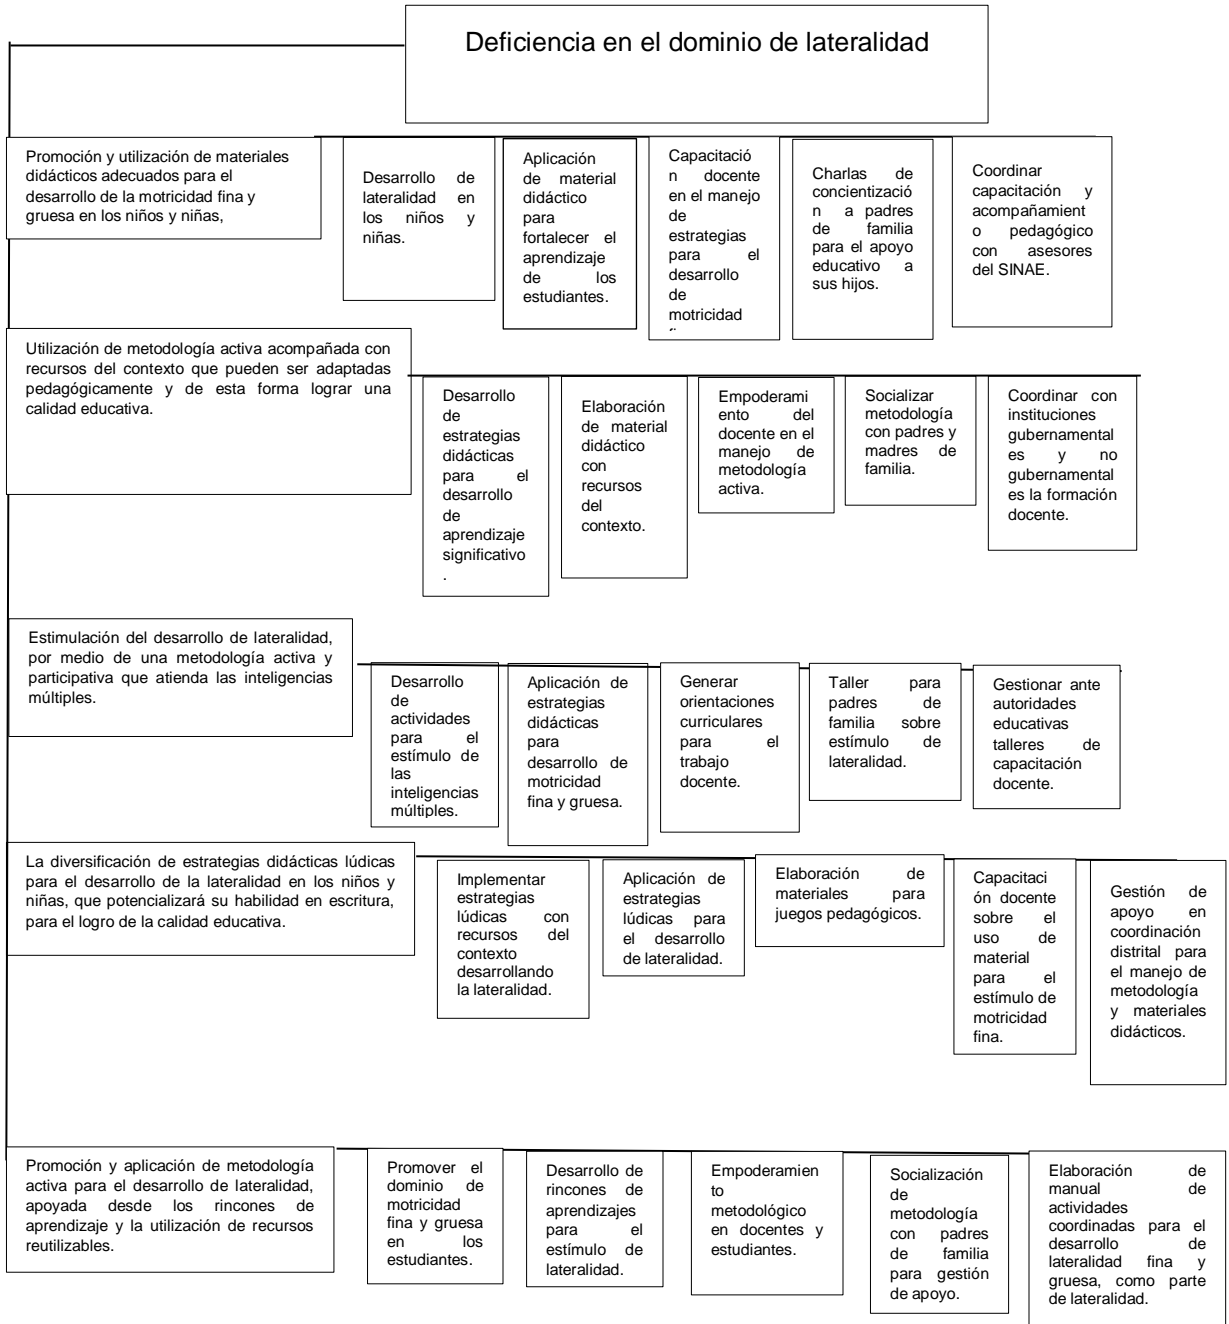 Deficiencia en el dominio de lateralidad
Promoción y utilización de materiales
didácticos adecuados para el
desarrollo de la motricidad fina y
gruesa en los niños y niñas,
Desarrollo de
lateralidad en
los niños y
niñas.
Aplicación
de material
didáctico
para
fortalecer el
aprendizaje
de los
estudiantes.
Capacitació
n docente
en el manejo
de
estrategias
para el
desarrollo
de
motricidad
Charlas de
concientizació
n a padres
de familia
para el apoyo
educativo a
sus hijos.
Coordinar
capacitación y
acompañamient
o pedagógico
con asesores
del SINAE.
Utilización de metodología activa acompañada con
recursos del contexto que pueden ser adaptadas
pedagógicamente y de esta forma lograr una
calidad educativa.
Desarrollo
de
estrategias
didácticas
para el
desarrollo
de
aprendizaje
significativo
.
Elaboración
de material
didáctico
con
recursos
del
contexto.
Empoderami
ento del
docente en el
manejo de
metodología
activa.
Socializar
metodología
con padres y
madres de
familia.
Coordinar con
instituciones
gubernamental
es y no
gubernamental
es la formación
docente.
Estimulación del desarrollo de lateralidad,
por medio de una metodología activa y
participativa que atienda las inteligencias
múltiples.
Desarrollo
de
actividades
para el
estímulo de
las
inteligencias
múltiples.
Aplicación de
estrategias
didácticas
para
desarrollo de
motricidad
fina y gruesa.
Generar
orientaciones
curriculares
para el
trabajo
docente.
Taller para
padres de
familia sobre
estímulo de
lateralidad.
Gestionar ante
autoridades
educativas
talleres de
capacitación
docente.
La diversificación de estrategias didácticas lúdicas
para el desarrollo de la lateralidad en los niños y
niñas, que potencializará su habilidad en escritura,
para el logro de la calidad educativa.
Implementar
estrategias
lúdicas con
recursos del
contexto
desarrollando
la lateralidad.
Aplicación de
estrategias
lúdicas para
el desarrollo
de lateralidad.
Elaboración de
materiales para
juegos pedagógicos.
Capacitaci
ón docente
sobre el
uso de
material
para el
estímulo de
motricidad
fina.
Gestión de
apoyo en
coordinación
distrital para
el manejo de
metodología
y materiales
didácticos.
Promoción y aplicación de metodología
activa para el desarrollo de lateralidad,
apoyada desde los rincones de
aprendizaje y la utilización de recursos
reutilizables.
Promover el
dominio de
motricidad
fina y gruesa
en los
estudiantes.
Desarrollo de
rincones de
aprendizajes
para el
estímulo de
lateralidad.
Empoderamien
to
metodológico
en docentes y
estudiantes.
Socialización
de
metodología
con padres
de familia
para gestión
de apoyo.
Elaboración de
manual de
actividades
coordinadas para el
desarrollo de
lateralidad fina y
gruesa, como parte
de lateralidad.